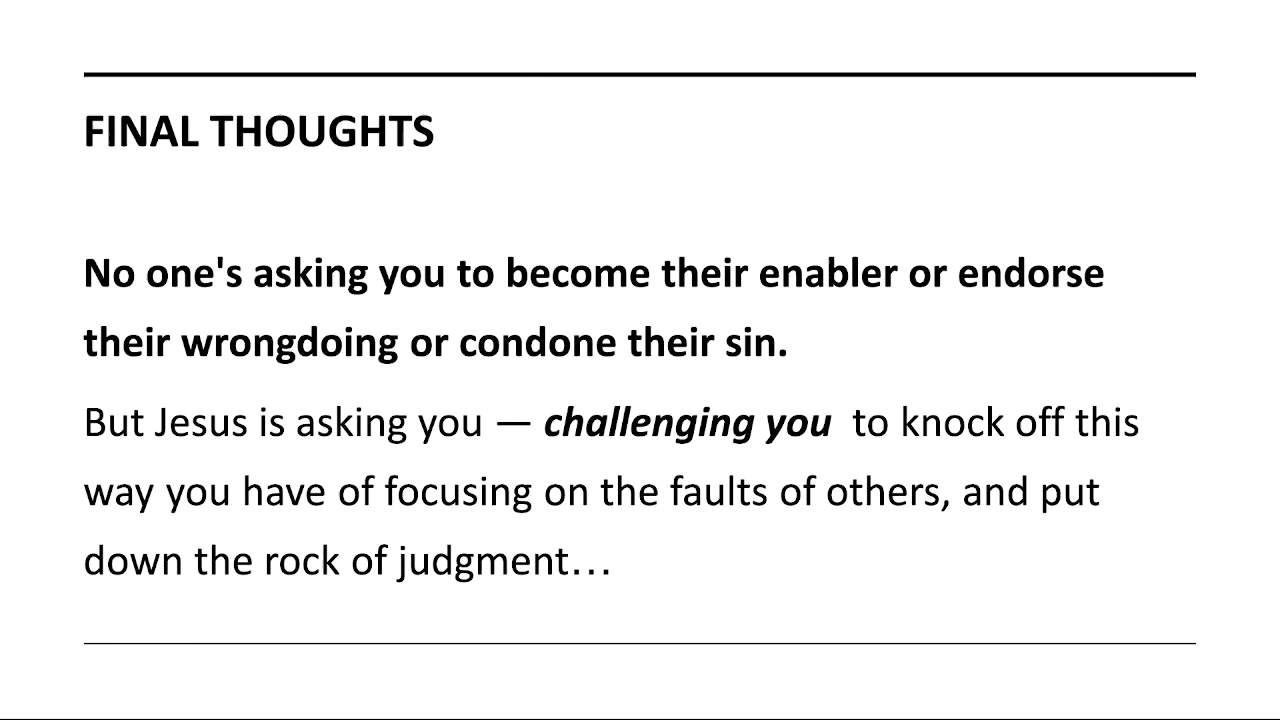 FINAL THOUGHTS
No one's asking you to become their enabler or endorse
their wrongdoing or condone their sin.
But Jesus is asking you — challenging you to knock off this
way you have of focusing on the faults of others, and put
down the rock of judgment…